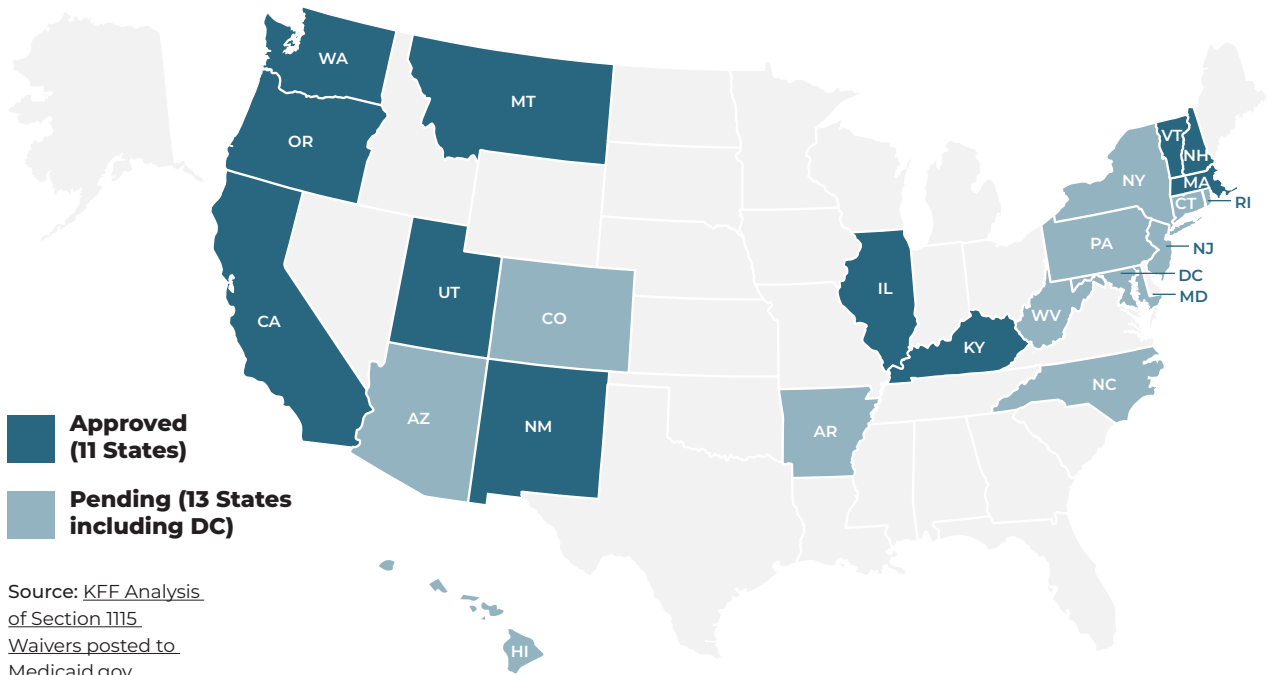 WA
MT
OR
VT
NH
NY
MA
CT
RI
PA
NJ
DC
MD
UT
IL
CO
WV
CA
KY
NC
AZ
NM
AR
Approved
(11 States)
Pending (13 States
including DC)
Source: KFF Analysis
of Section 1115
Waivers posted to
Medicaid.gov
HI